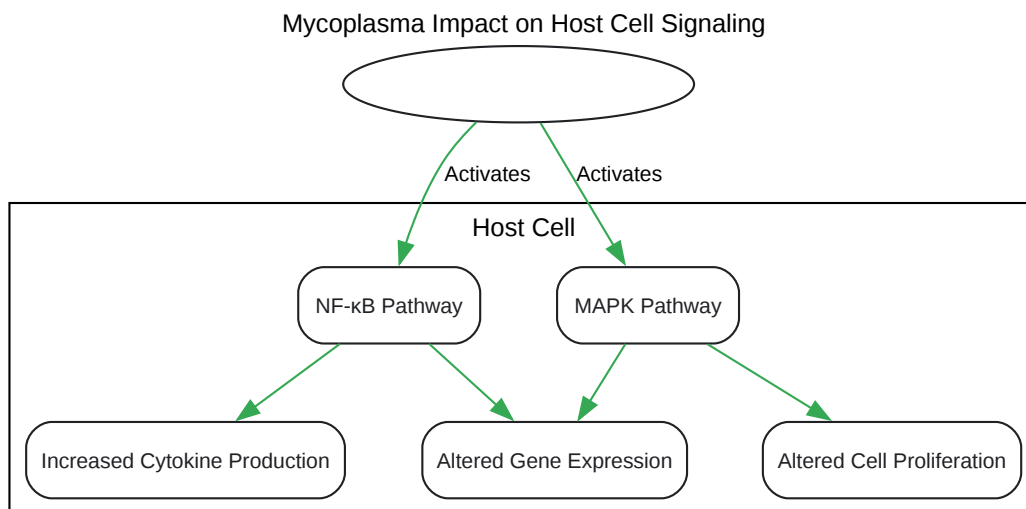 Mycoplasma Impact on Host Cell Signaling
Activates
Activates
Host Cell
NF-κB Pathway
MAPK Pathway
Increased Cytokine Production
Altered Gene Expression
Altered Cell Proliferation